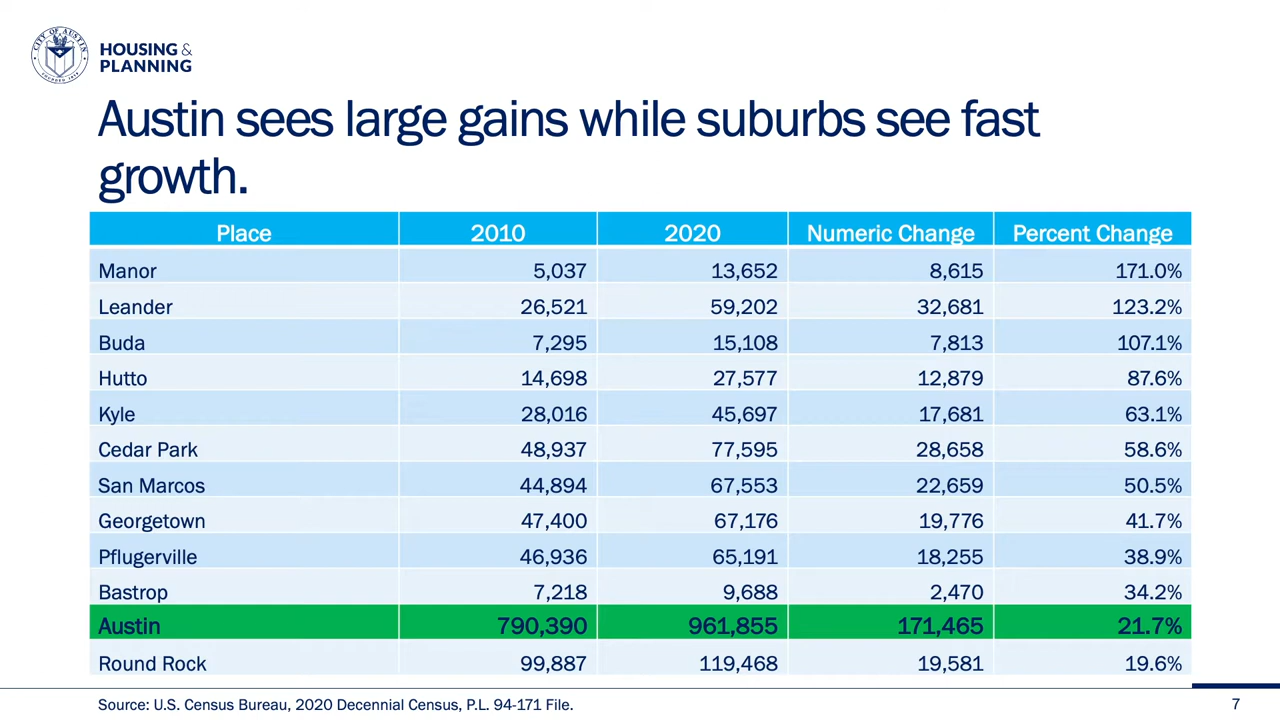 CITY OF AUSTIN
FOUNDED 1839
HOUSING &
PLANNING
Austin sees large gains while suburbs see fast
growth.
Place 2010 2020 Numeric Change Percent Change
Manor 5,037 13,652 8,615 171.0%
Leander 26,521 59,202 32,681 123.2%
Buda 7,295 15,108 7,813 107.1%
Hutto 14,698 27,577 12,879 87.6%
Kyle 28,016 45,697 17,681 63.1%
Cedar Park 48,937 77,595 28,658 58.6%
San Marcos 44,894 67,553 22,659 50.5%
Georgetown 47,400 67,176 19,776 41.7%
Pflugerville 46,936 65,191 18,255 38.9%
Bastrop 7,218 9,688 2,470 34.2%
Austin 790,390 961,855 171,465 21.7%
Round Rock 99,887 119,468 19,581 19.6%
Source: U.S. Census Bureau, 2020 Decennial Census, P.L. 94-171 File.
7